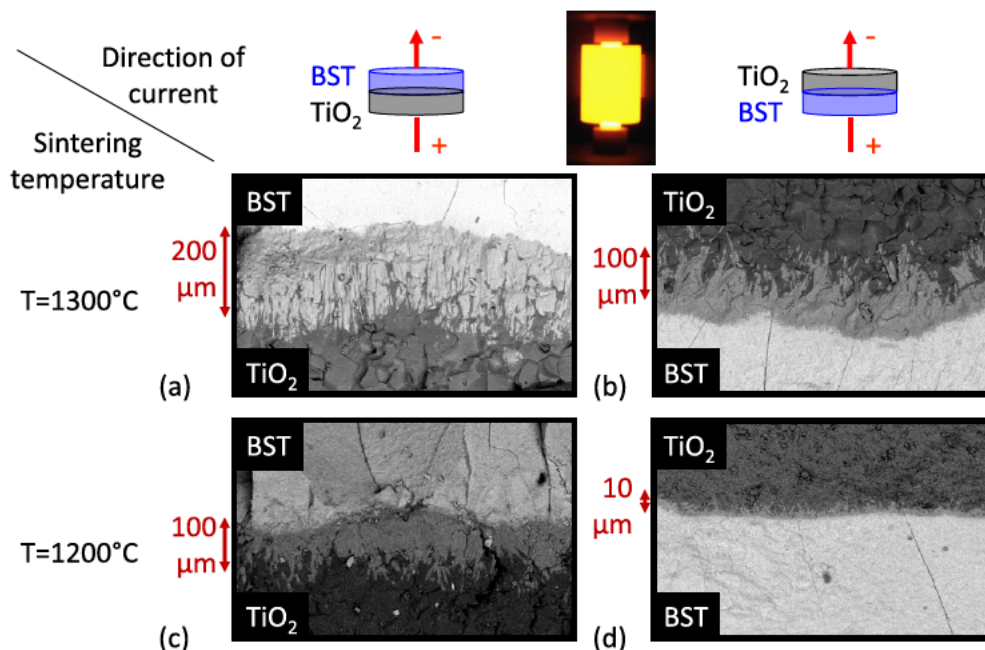 Direction of
current
Sintering
temperature
-
BST
TiO₂
+
-
TiO₂
BST
+
T=1300°C
BST
200
μm
TiO₂
(a)
TiO₂
100
μm
BST
(b)
T=1200°C
BST
100
μm
TiO₂
(c)
TiO₂
10
μm
BST
(d)